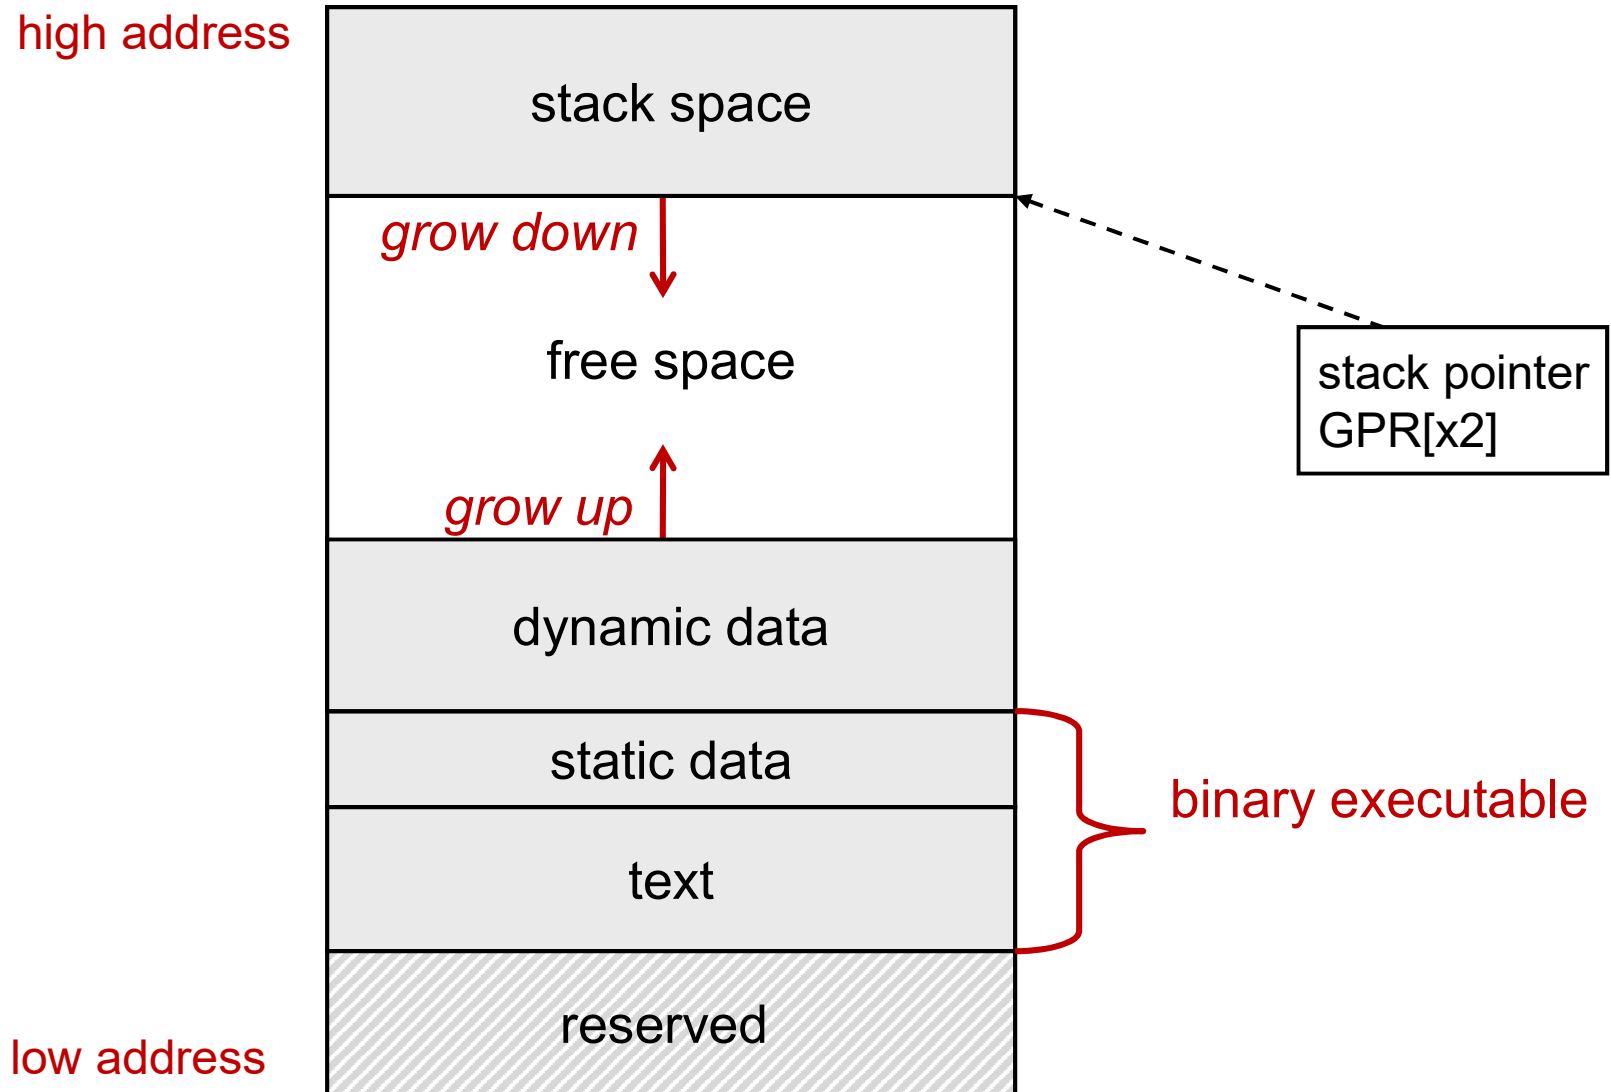 high address
stack space
grow down
free space
stack pointer
GPR[x2]
grow up
dynamic data
static data
binary executable
text
reserved
low address